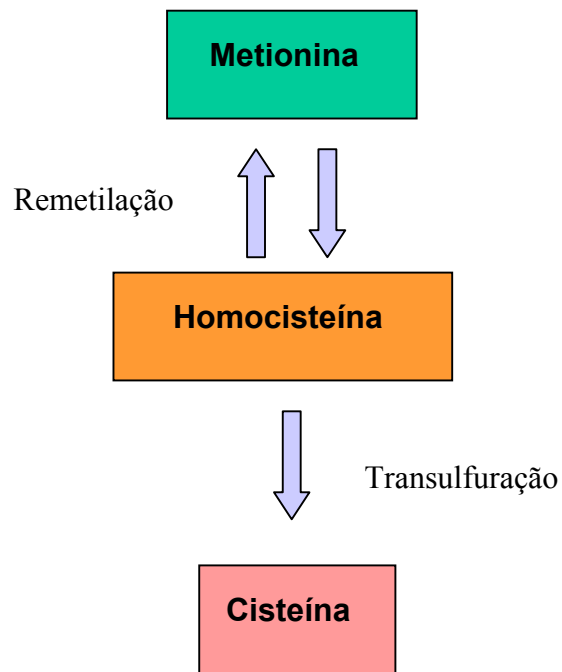 Metionina
Remetilação
Homocisteína
Transulfuração
Cisteína